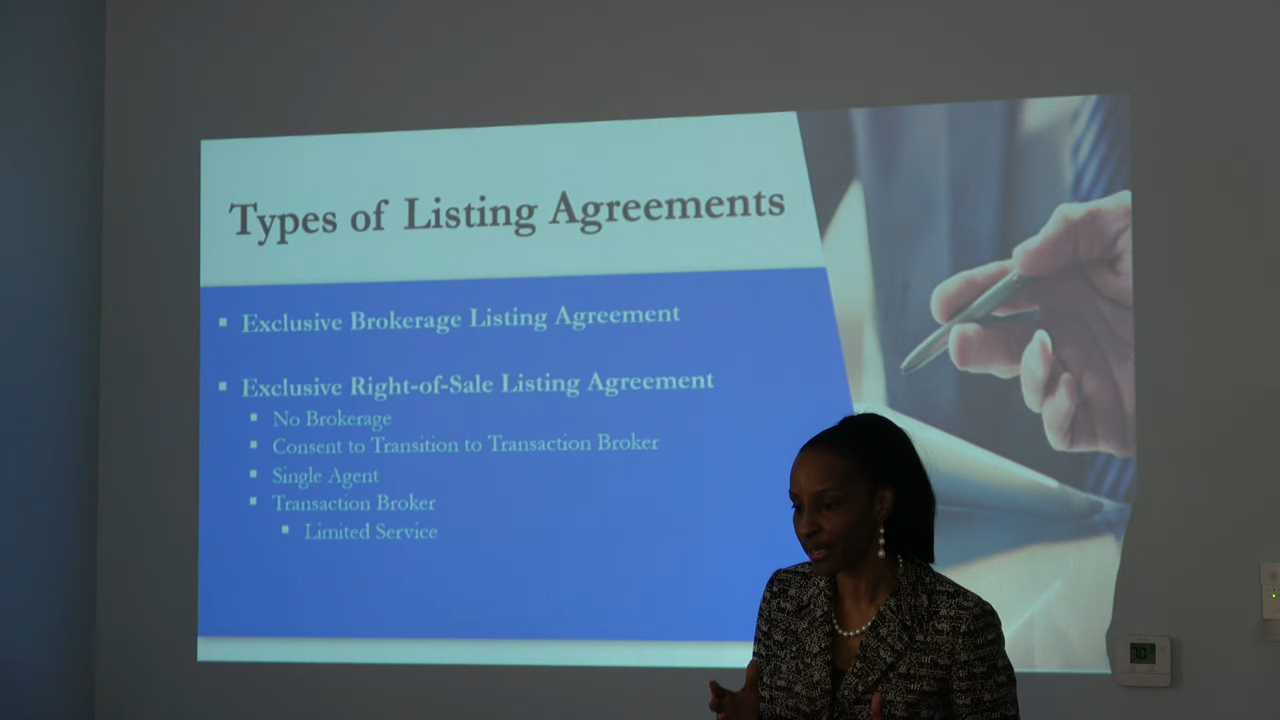 Types of Listing Agreements
Exclusive Brokerage Listing Agreement
Exclusive Right-of-Sale Listing Agreement
No Brokerage
Consent to Transition to Transaction Broker
Single Agent
Transaction Broker
Limited Service
70